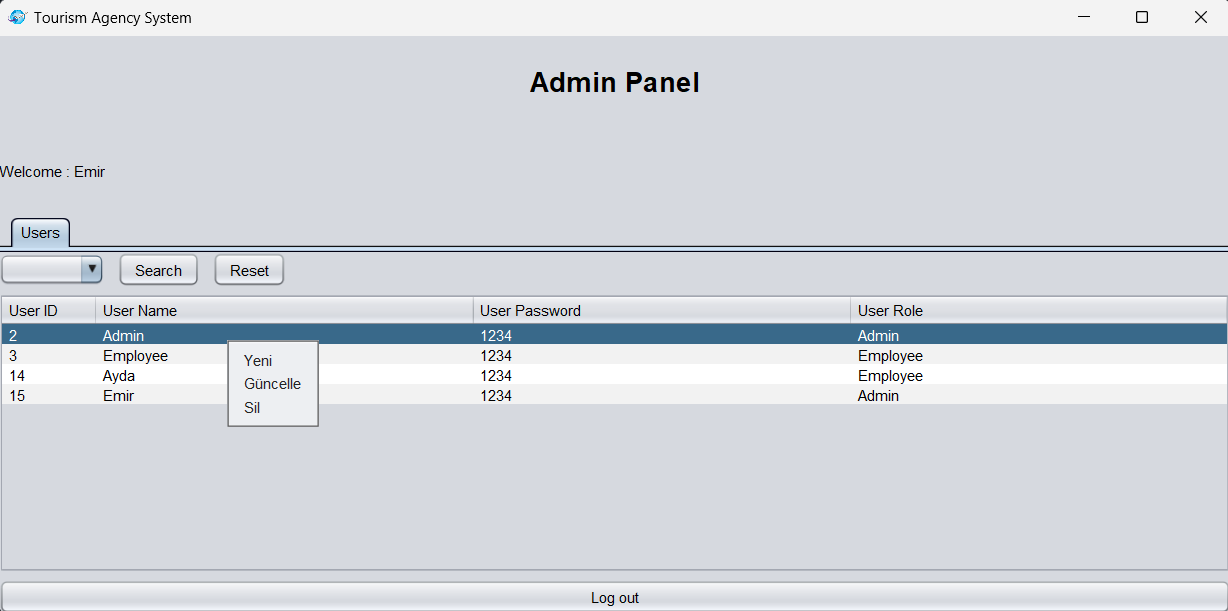 Tourism Agency System
Admin Panel
Welcome : Emir
Users
Search Reset
User ID User Name User Password User Role
2 Admin 1234 Admin
3 Employee 1234 Employee
14 Ayda 1234 Employee
15 Emir 1234 Admin
Yeni
Güncelle
Sil
Log out